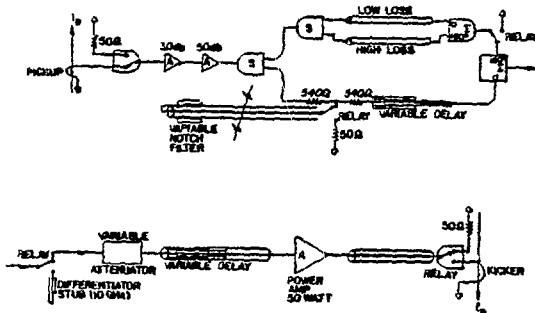 Iₚ
50Ω
PICKUP
30db
50db
A
A
S
S
LOW LOSS
HIGH LOSS
RELAY
540Ω
540Ω
RELAY
VARIABLE DELAY
50Ω
VARIABLE
NOTCH
FILTER
RELAY
VARIABLE
ATTENUATOR
VARIABLE DELAY
A
POWER
AMP
50 WATT
50Ω
RELAY
KICKER
DIFFERENTIATOR
STUB (10 GHz)